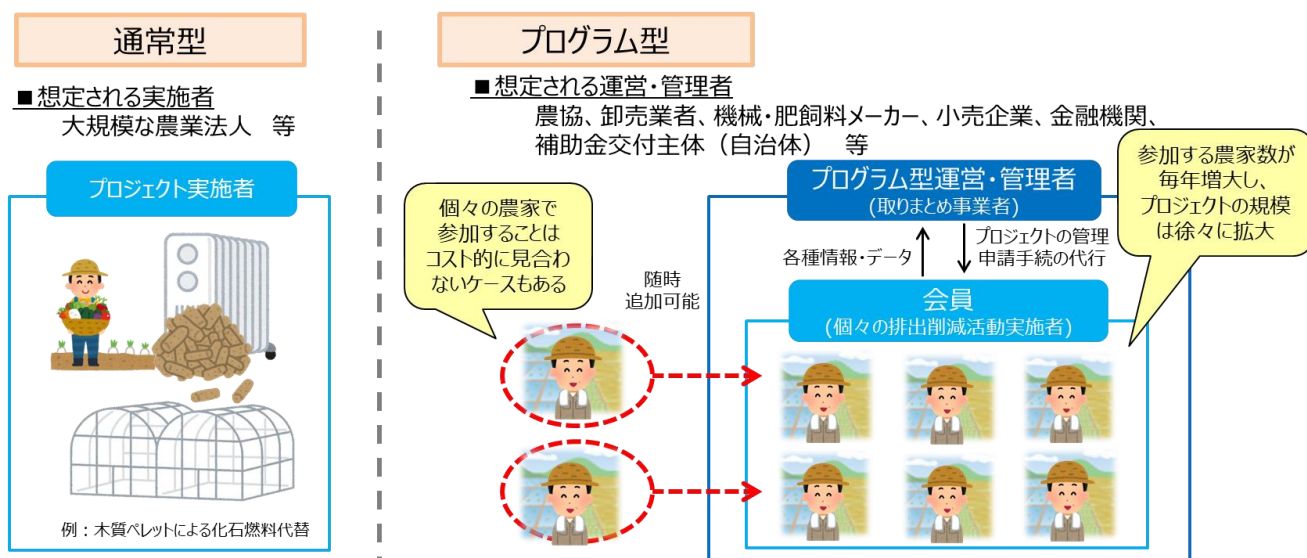 通常型
■想定される実施者
大規模な農業法人 等
プロジェクト実施者
例:木質ペレットによる化石燃料代替
プログラム型
■想定される運営・管理者
農協、卸売業者、機械・肥飼料メーカー、小売企業、金融機関、
補助金交付主体(自治体) 等
個々の農家で
参加することは
コスト的に見合わ
ないケースもある
随時
追加可能
プログラム型運営・管理者
(取りまとめ事業者)
各種情報・データ
プロジェクトの管理
申請手続の代行
会員
(個々の排出削減活動実施者)
参加する農家数が
毎年増大し、
プロジェクトの規模
は徐々に拡大